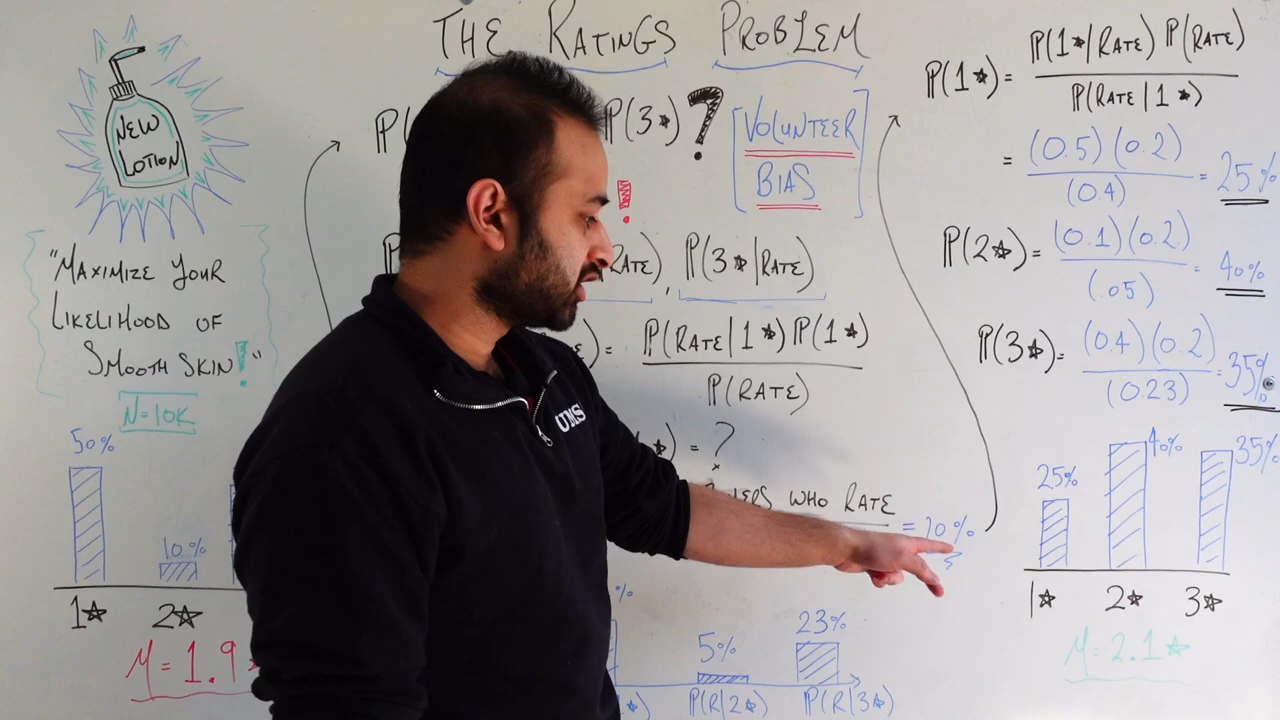 THE RATINGS PROBLEM
NEW
LOTION
"MAXIMIZE YOUR
LIKELIHOOD OF
SMOOTH SKIN!"
N=10K
50%
10%
1☆ 2☆
M=1.9
P( P(3★)?
VOLUNTEER
BIAS
!
RATE), P(3★|RATE)
)= P(RATE|1★)P(1★)
P(RATE)
★)=?
WHO RATE
= 20%
%
5%
23%
P(R|2★) P(R|3★)
UMS
P(1★)= P(1★|RATE) P(RATE)
P(RATE|1★)
= (0.5)(0.2) = 25%
(0.4)
P(2★)= (0.1)(0.2) = 40%
(.05)
P(3★)= (0.4)(0.2) = 35%
(0.23)
25% 40% 35%
1★ 2★ 3★
M=2.1★